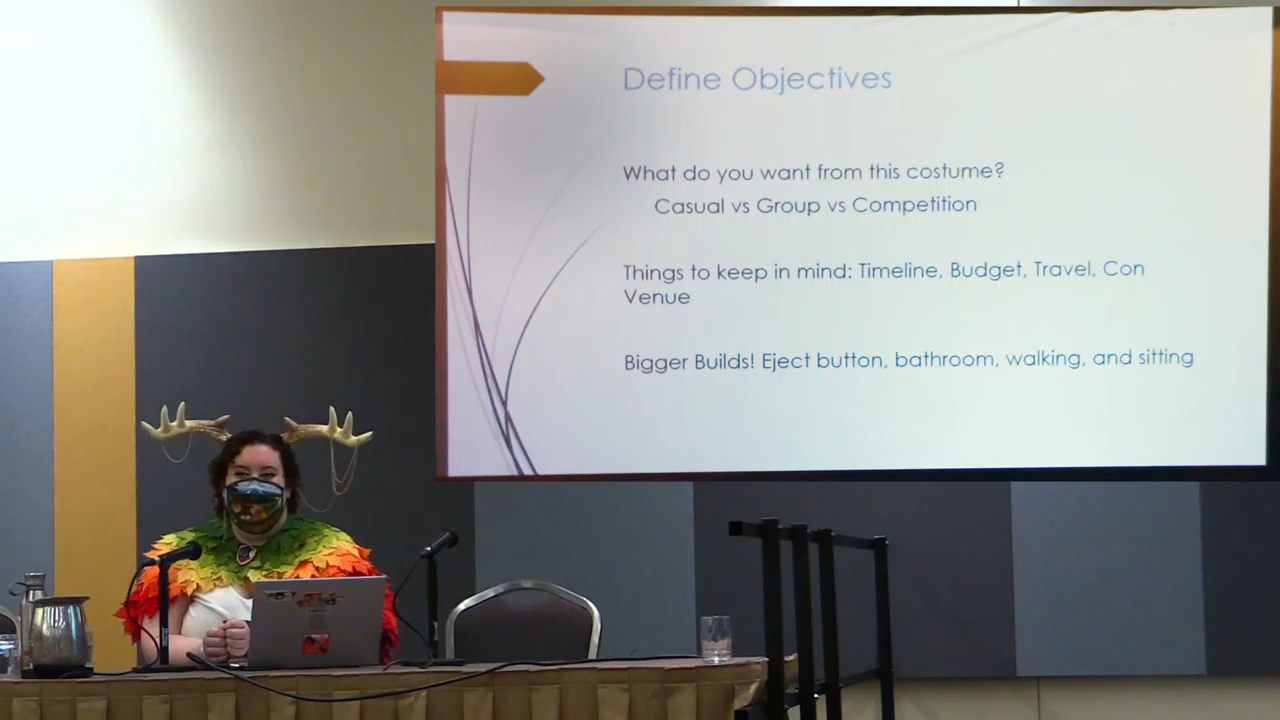 Define Objectives
What do you want from this costume?
Casual vs Group vs Competition
Things to keep in mind: Timeline, Budget, Travel, Con
Venue
Bigger Builds! Eject button, bathroom, walking, and sitting